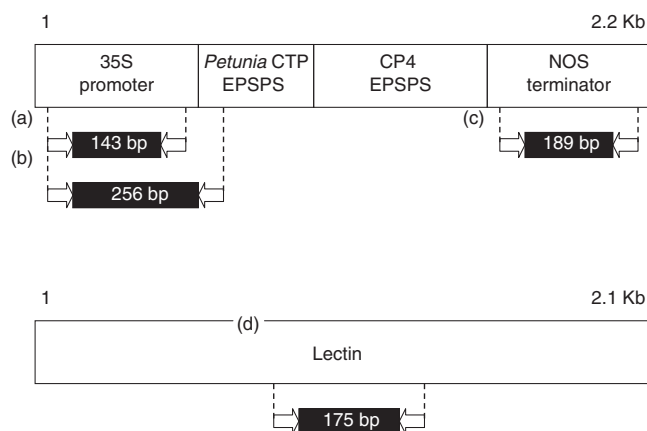 1 2.2 Kb
35S promoter
Petunia CTP EPSPS
CP4 EPSPS
NOS terminator
(a)
143 bp
(c)
189 bp
(b)
256 bp
1 2.1 Kb
(d)
Lectin
175 bp